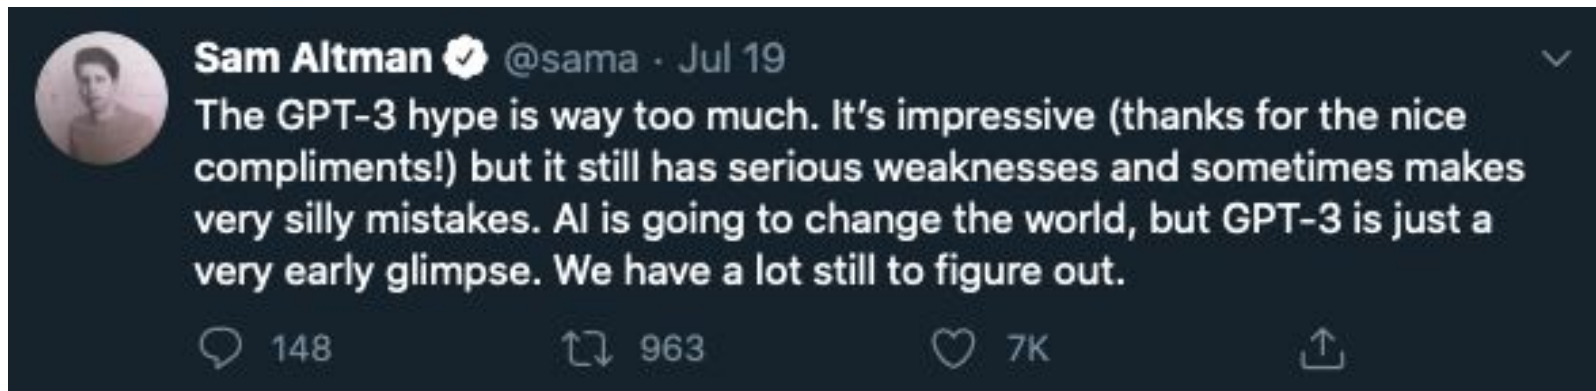 Sam Altman @sama · Jul 19
The GPT-3 hype is way too much. It’s impressive (thanks for the nice
compliments!) but it still has serious weaknesses and sometimes makes
very silly mistakes. AI is going to change the world, but GPT-3 is just a
very early glimpse. We have a lot still to figure out.
148 963 7K